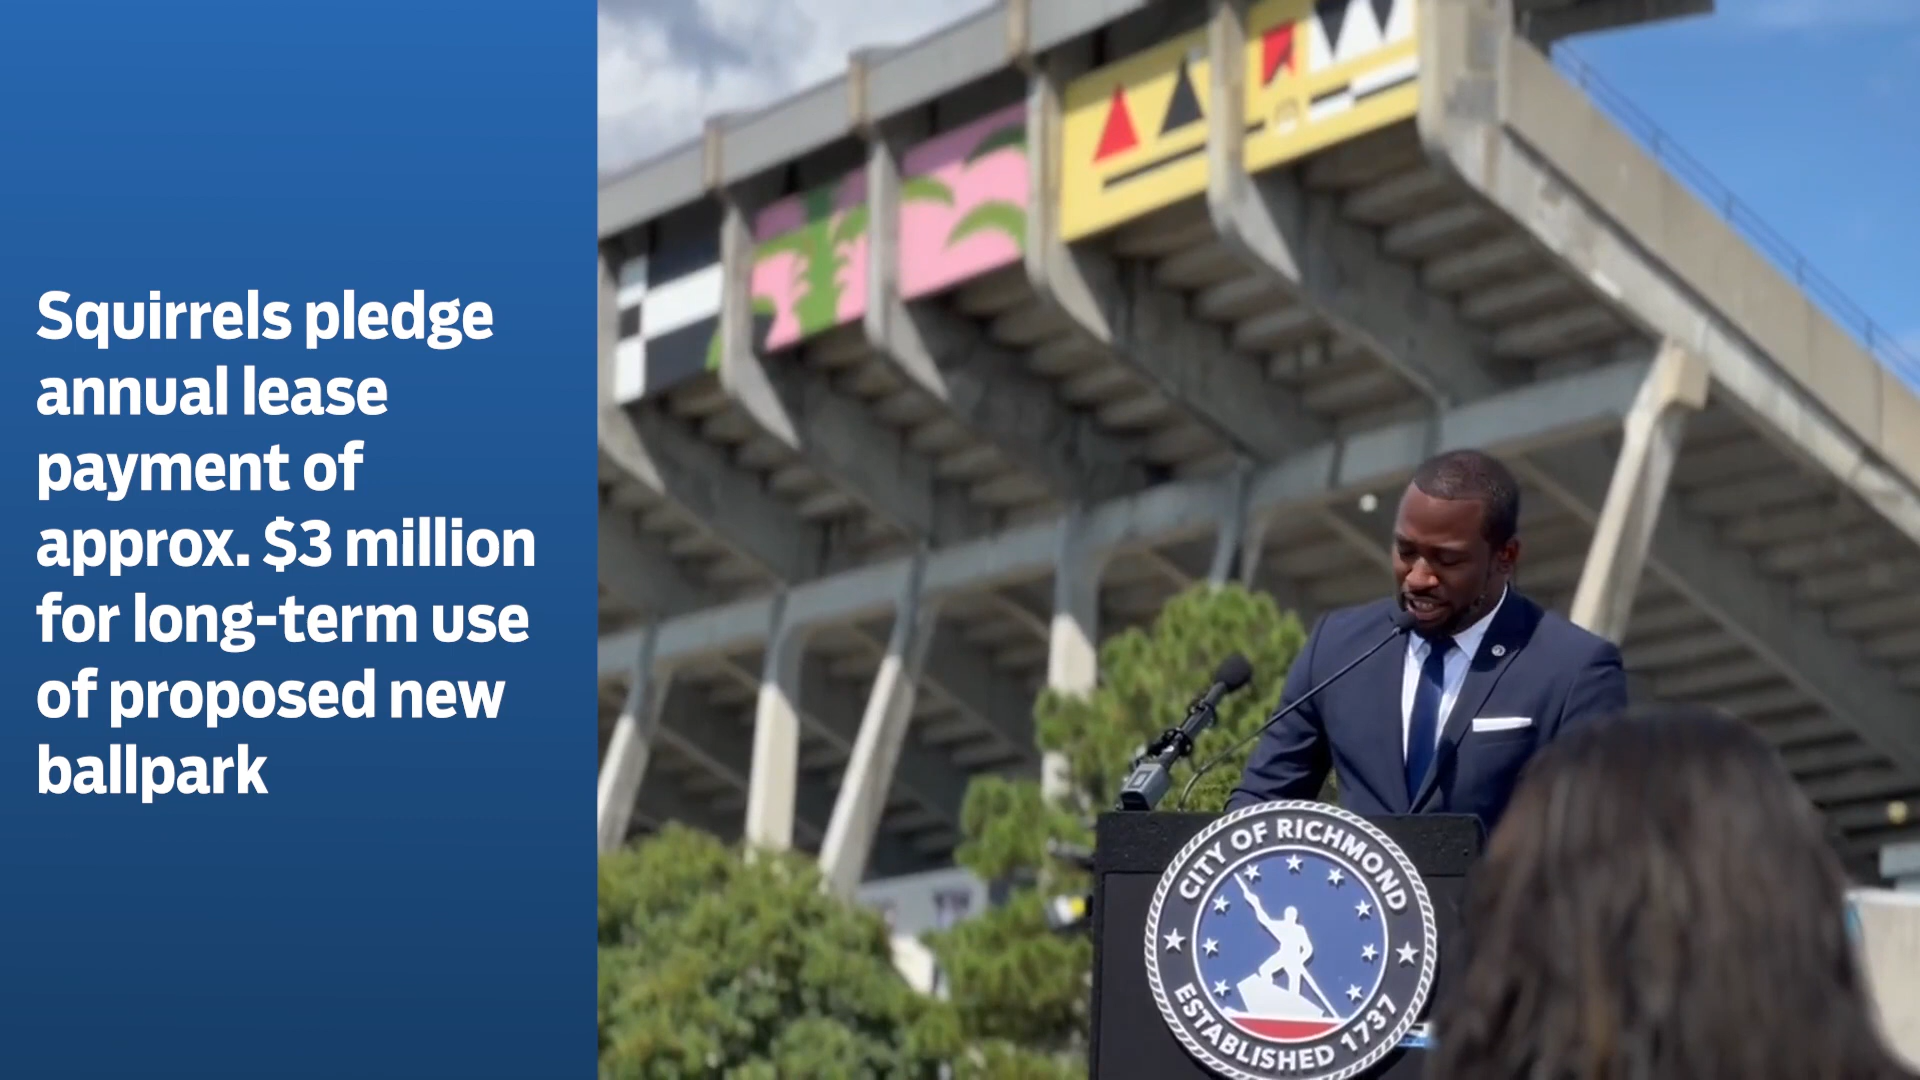 Squirrels pledge
annual lease
payment of
approx. $3 million
for long-term use
of proposed new
ballpark
CITY OF RICHMOND
ESTABLISHED 1737